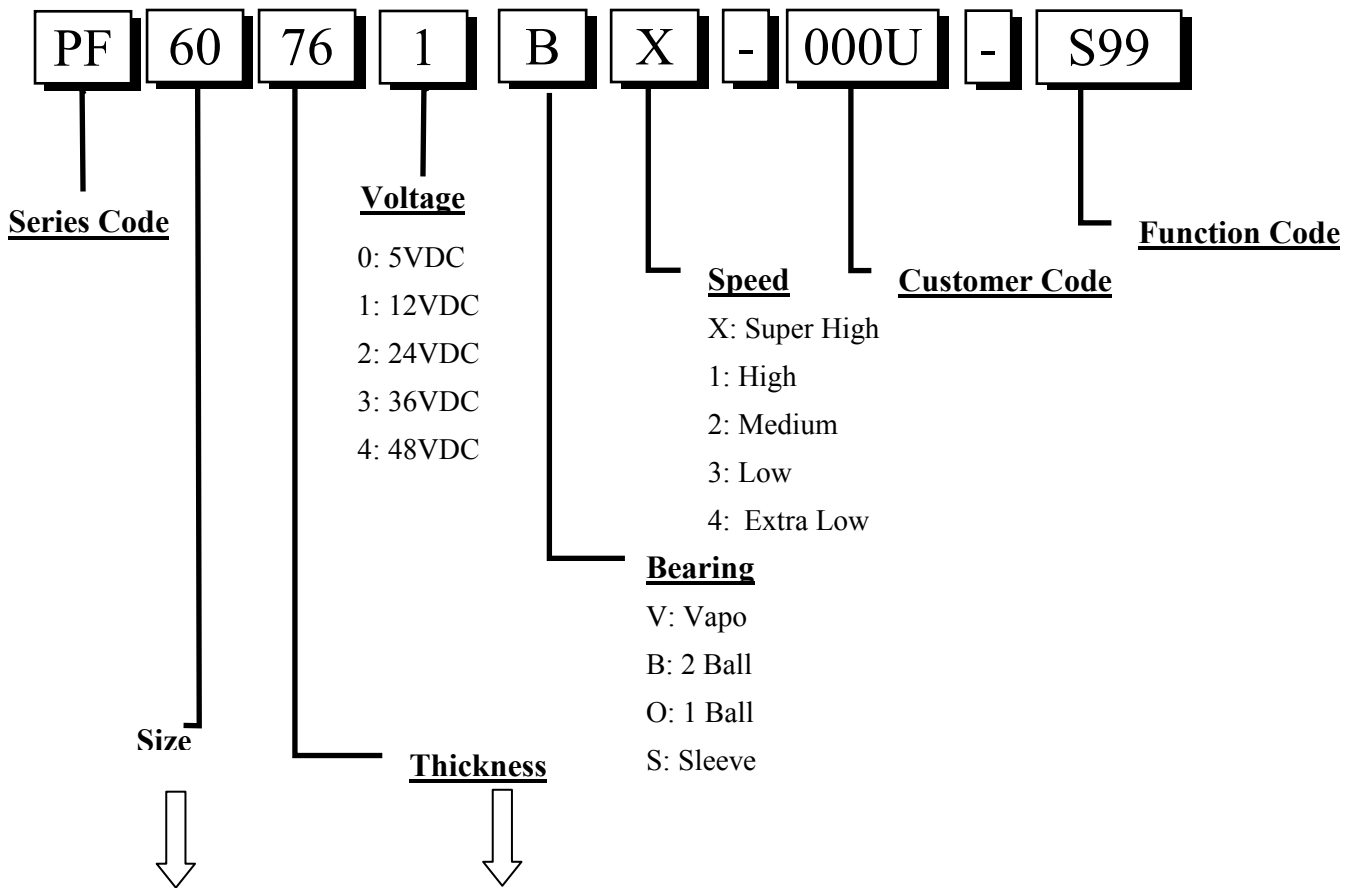 PF 60 76 1 B X - 000U - S99
Series Code
Voltage
0: 5VDC
1: 12VDC
2: 24VDC
3: 36VDC
4: 48VDC
Function Code
Speed
X: Super High
1: High
2: Medium
3: Low
4: Extra Low
Customer Code
Bearing
V: Vapo
B: 2 Ball
O: 1 Ball
S: Sleeve
Size
Thickness